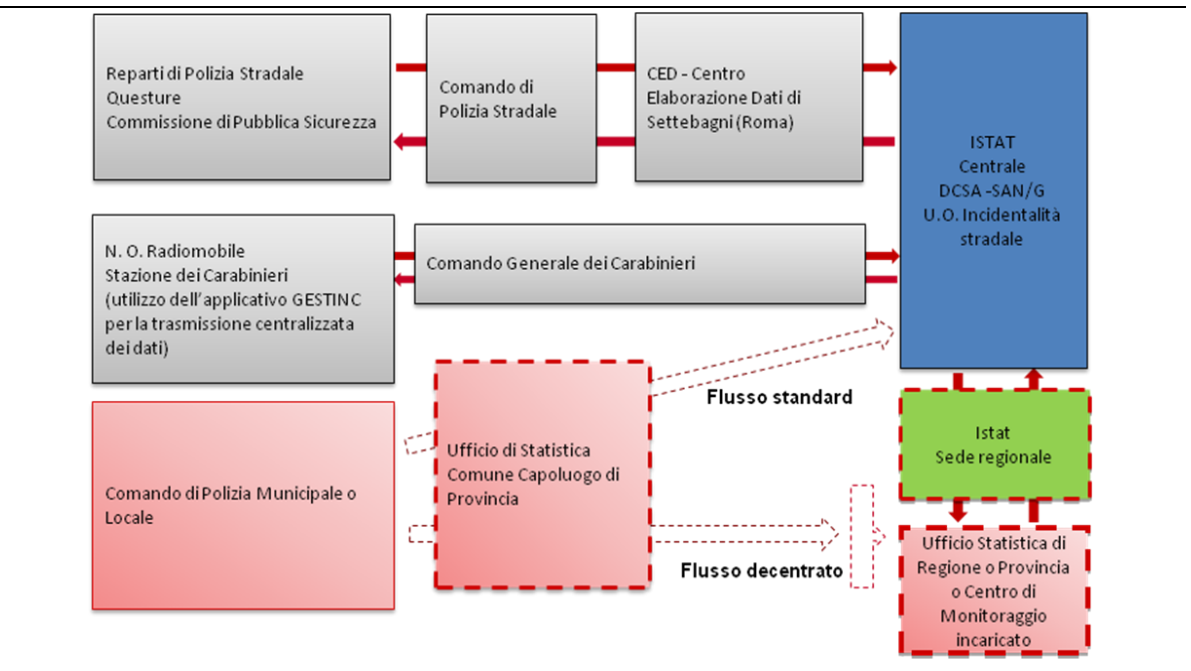 Reparti di Polizia Stradale
Questure
Commissione di Pubblica Sicurezza
Comando di
Polizia Stradale
CED - Centro
Elaborazione Dati di
Settebagni (Roma)
ISTAT
Centrale
DCSA -SAN/G
U.O. Incidentalità
stradale
N. O. Radiomobile
Stazione dei Carabinieri
(utilizzo dell'applicativo GESTINC
per la trasmissione centralizzata
dei dati)
Comando Generale dei Carabinieri
Flusso standard
Comando di Polizia Municipale o
Locale
Ufficio di Statistica
Comune Capoluogo di
Provincia
Istat
Sede regionale
Flusso decentrato
Ufficio Statistica di
Regione o Provincia
o Centro di
Monitoraggio
incaricato